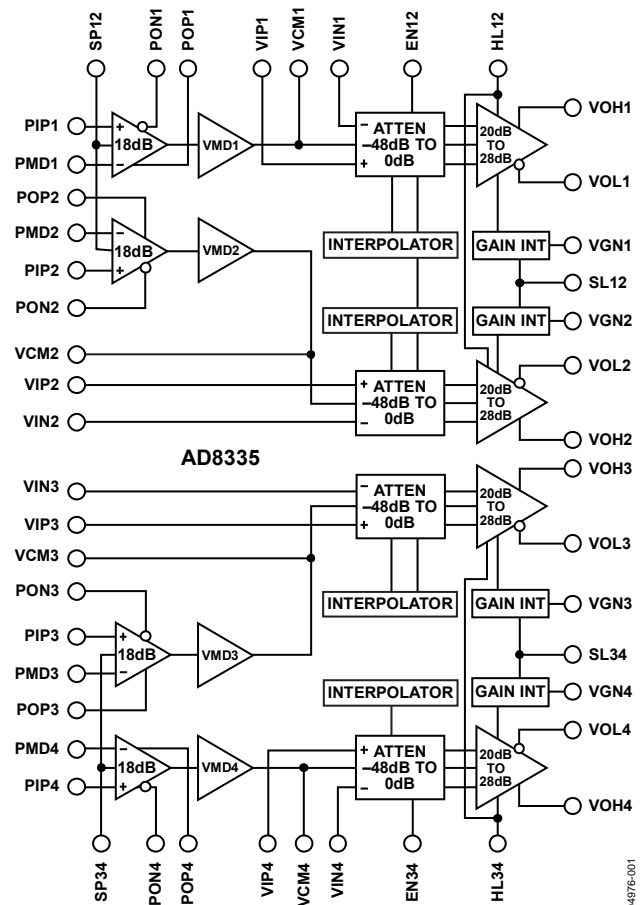 SP12
PON1
POP1
VIP1
VCM1
VIN1
EN12
HL12
PIP1
PMD1
POP2
PMD2
PIP2
PON2
VCM2
VIP2
VIN2
+
18dB
−
VMD1
−
ATTEN
−48dB TO
0dB
+
20dB
TO
28dB
VOH1
VOL1
−
18dB
+
VMD2
INTERPOLATOR
GAIN INT
VGN1
SL12
INTERPOLATOR
GAIN INT
VGN2
+
ATTEN
−48dB TO
0dB
−
20dB
TO
28dB
VOL2
VOH2
AD8335
VIN3
VIP3
VCM3
PON3
PIP3
PMD3
POP3
PMD4
PIP4
−
ATTEN
−48dB TO
0dB
+
20dB
TO
28dB
VOH3
VOL3
INTERPOLATOR
GAIN INT
VGN3
+
18dB
−
VMD3
SL34
INTERPOLATOR
GAIN INT
VGN4
−
18dB
+
VMD4
+
ATTEN
−48dB TO
0dB
−
20dB
TO
28dB
VOL4
VOH4
SP34
PON4
POP4
VIP4
VCM4
VIN4
EN34
HL34